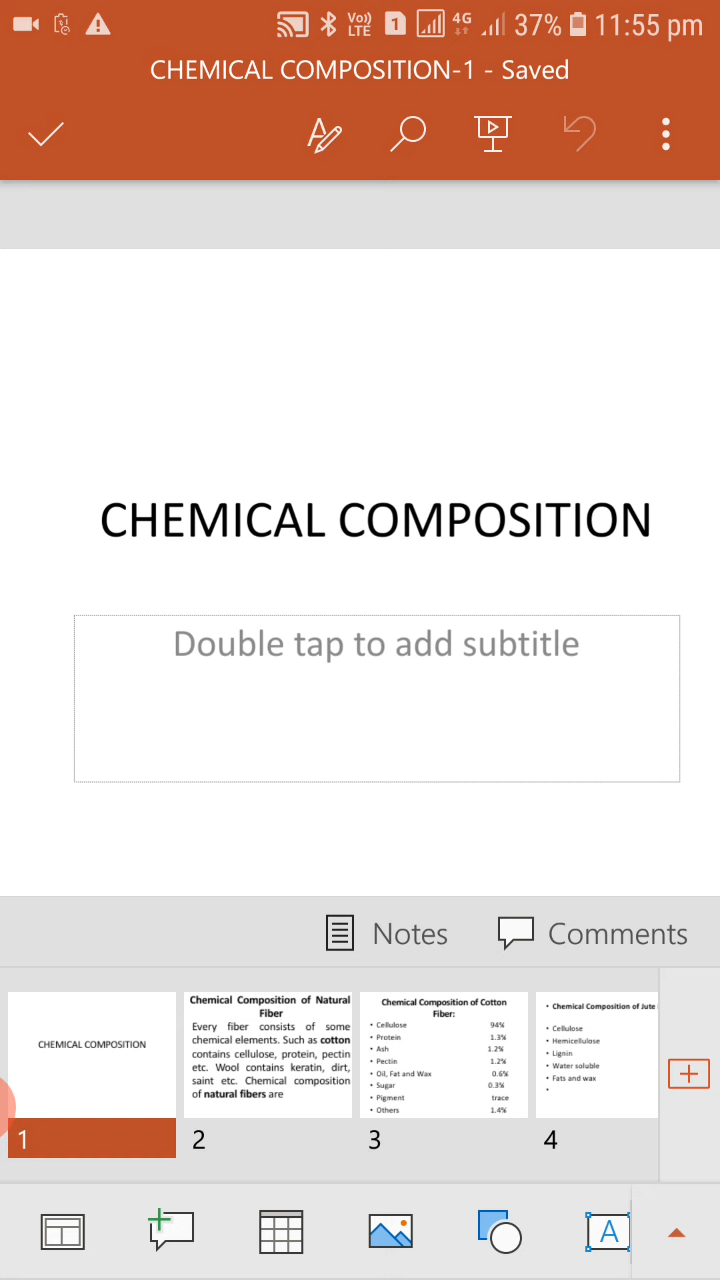 Vo)) LTE 1 4G 37% 11:55 pm
CHEMICAL COMPOSITION-1 - Saved
CHEMICAL COMPOSITION
Double tap to add subtitle
Notes Comments
CHEMICAL COMPOSITION
1
Chemical Composition of Natural
Fiber
Every fiber consists of some
chemical elements. Such as cotton
contains cellulose, protein, pectin
etc. Wool contains keratin, dirt,
saint etc. Chemical composition
of natural fibers are
2
Chemical Composition of Cotton
Fiber:
• Cellulose 94%
• Protein 1.3%
• Ash 1.2%
• Pectin 1.2%
• Oil, Fat and Wax 0.6%
• Sugar 0.3%
• Pigment trace
• Others 1.4%
3
• Chemical Composition of Jute
• Cellulose
• Hemicellulose
• Lignin
• Water soluble
• Fats and wax
•
4
A